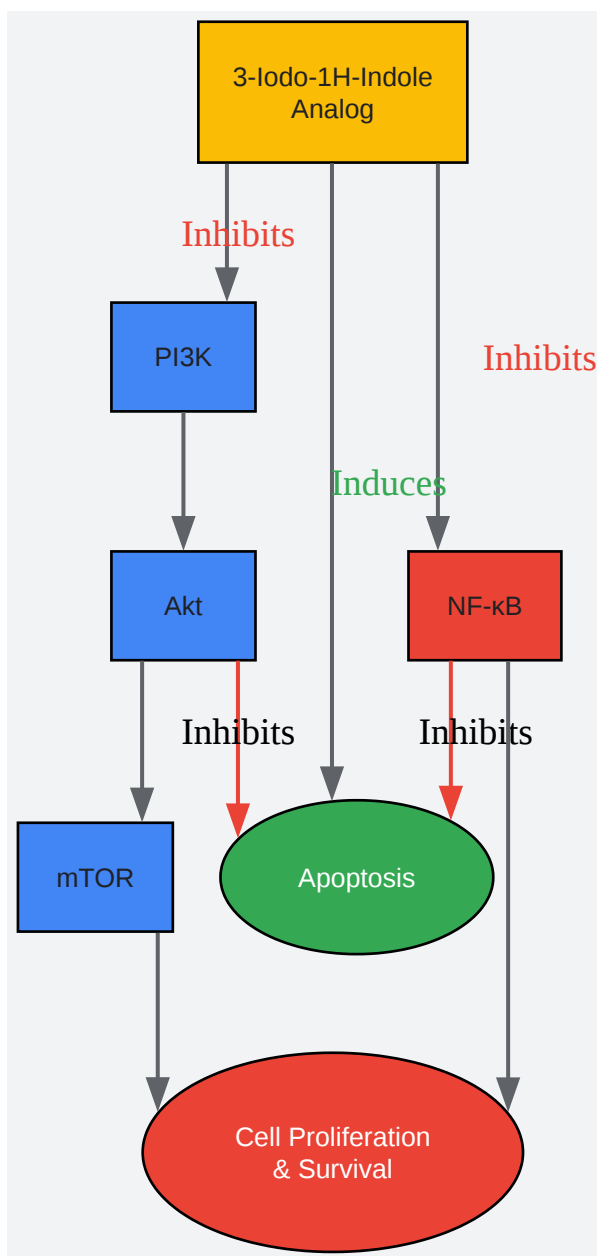 3-Iodo-1H-Indole
Analog
Inhibits
PI3K
Inhibits
Induces
Akt
NF-κB
Inhibits
Inhibits
mTOR
Apoptosis
Cell Proliferation
& Survival